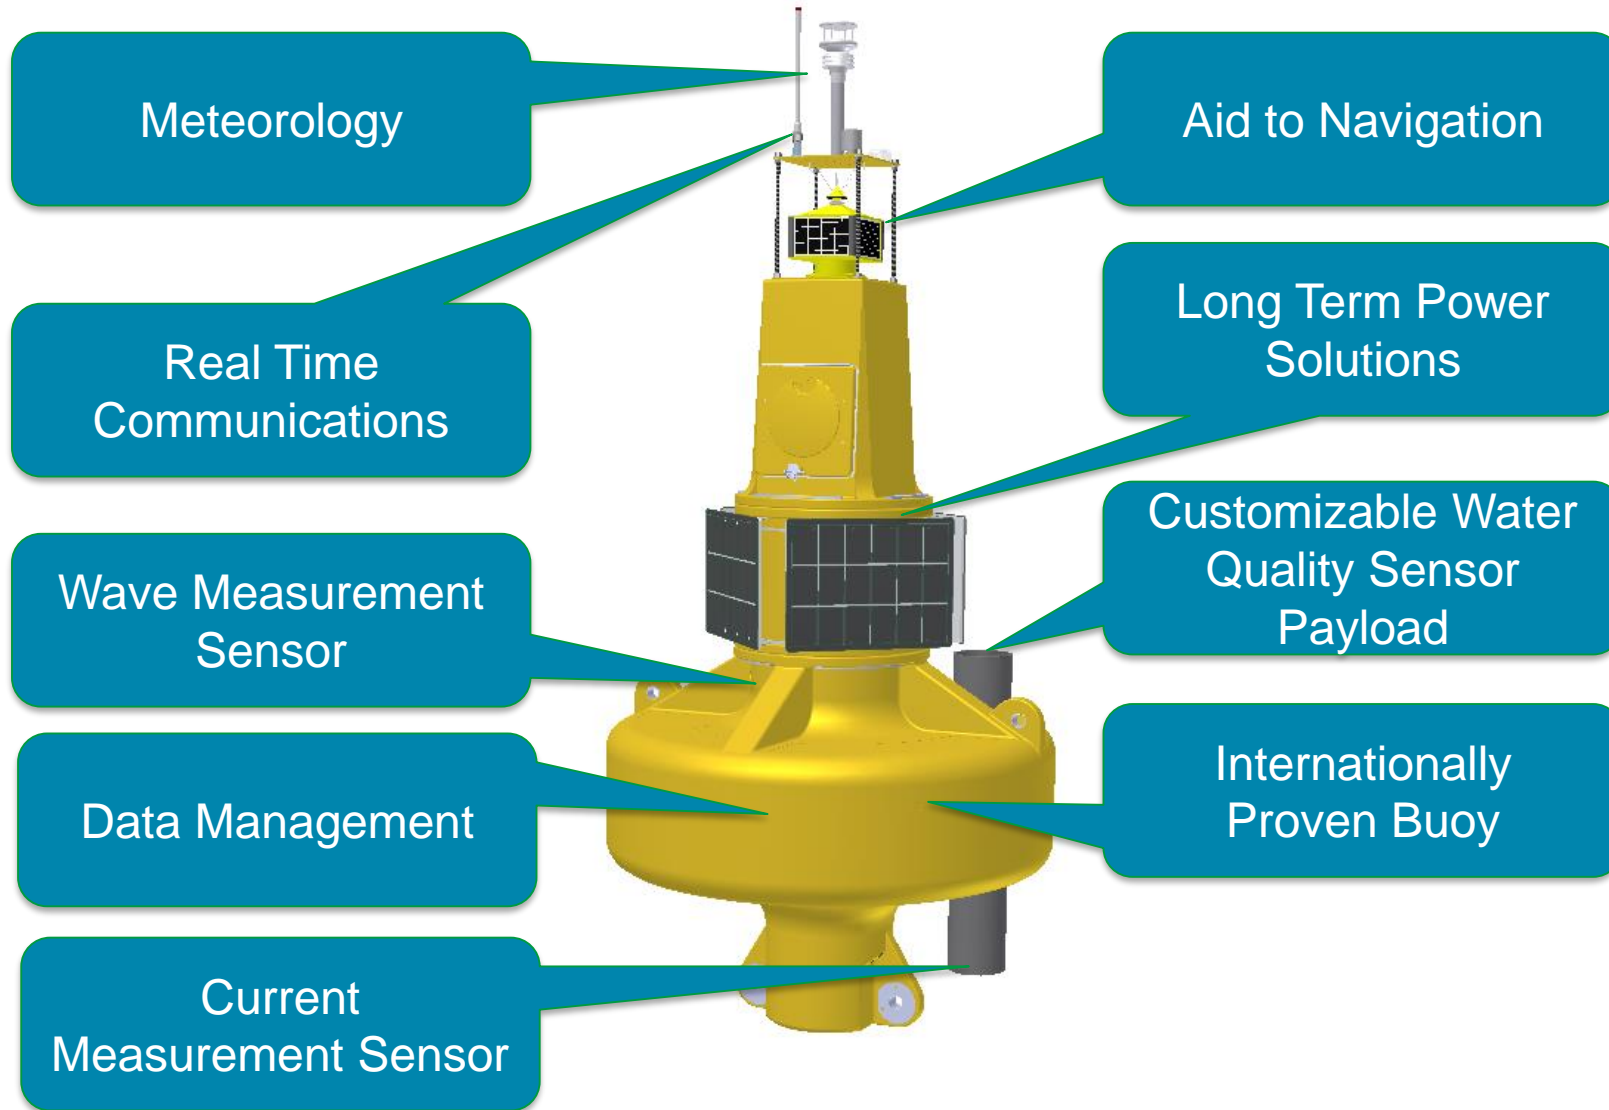 Meteorology
Real Time
Communications
Wave Measurement
Sensor
Data Management
Current
Measurement Sensor
Aid to Navigation
Long Term Power
Solutions
Customizable Water
Quality Sensor
Payload
Internationally
Proven Buoy